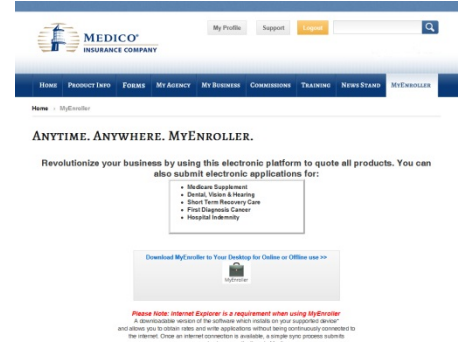 My Profile Support Logout
MEDICO®
INSURANCE COMPANY
HOME PRODUCT INFO FORMS MY AGENCY MY BUSINESS COMMISSIONS TRAINING NEWS STAND MYENROLLER
Home MyEnroller
ANYTIME. ANYWHERE. MYENROLLER.
Revolutionize your business by using this electronic platform to quote all products. You can
also submit electronic applications for:
• Medicare Supplement
• Dental, Vision & Hearing
• Short Term Recovery Care
• First Diagnosis Cancer
• Hospital Indemnity
Download MyEnroller to Your Desktop for Online or Offline use >>
MyEnroller
Please Note: Internet Explorer is a requirement when using MyEnroller
A downloadable version of the software which installs on your supported device*
and allows you to obtain rates and write applications without being continuously connected to
the internet. Once an internet connection is available, a simple sync process submits